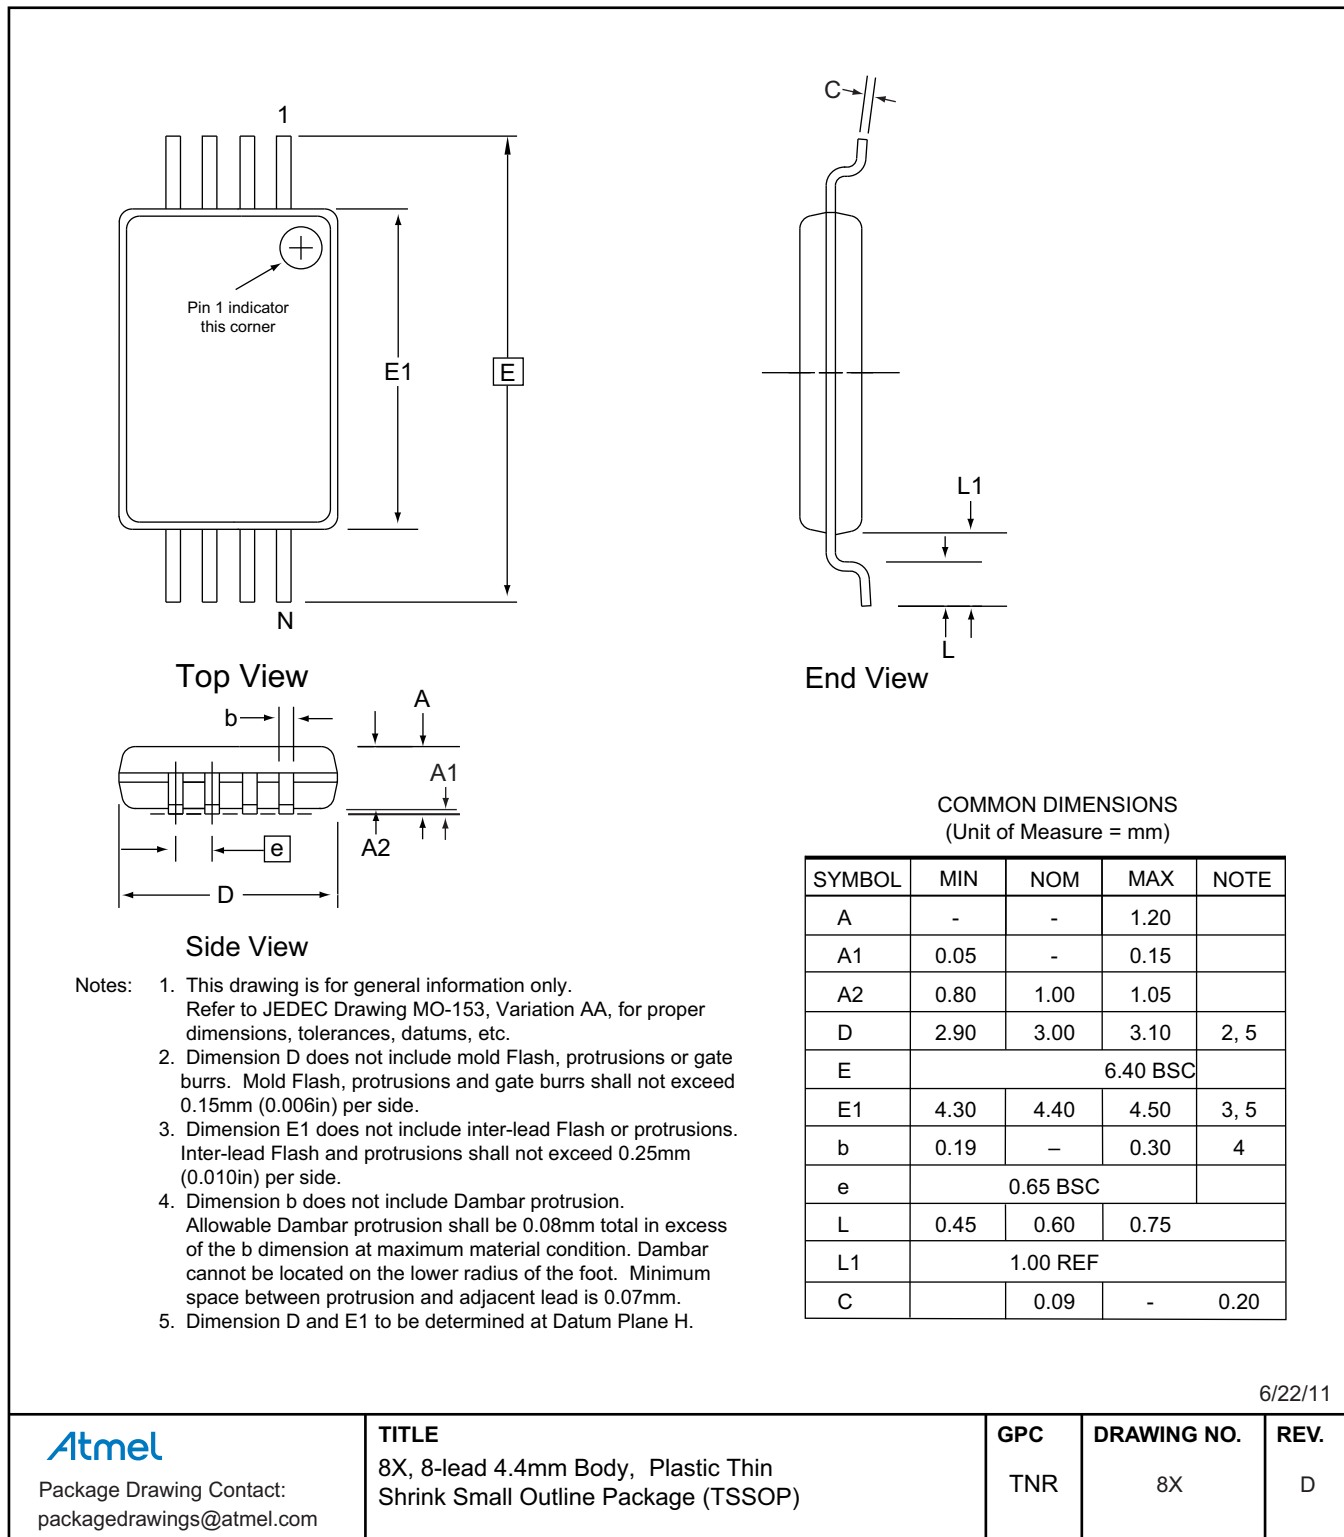 C
1
Pin 1 indicator
this corner
E1
E
L1
N
L
Top View
End View
b
A
A1
e
A2
D
Side View
COMMON DIMENSIONS
(Unit of Measure = mm)
SYMBOL MIN NOM MAX NOTE
A - - 1.20
A1 0.05 - 0.15
A2 0.80 1.00 1.05
D 2.90 3.00 3.10 2, 5
E 6.40 BSC
E1 4.30 4.40 4.50 3, 5
b 0.19 – 0.30 4
e 0.65 BSC
L 0.45 0.60 0.75
L1 1.00 REF
C 0.09 - 0.20
Notes: 1. This drawing is for general information only.
Refer to JEDEC Drawing MO-153, Variation AA, for proper
dimensions, tolerances, datums, etc.
2. Dimension D does not include mold Flash, protrusions or gate
burrs. Mold Flash, protrusions and gate burrs shall not exceed
0.15mm (0.006in) per side.
3. Dimension E1 does not include inter-lead Flash or protrusions.
Inter-lead Flash and protrusions shall not exceed 0.25mm
(0.010in) per side.
4. Dimension b does not include Dambar protrusion.
Allowable Dambar protrusion shall be 0.08mm total in excess
of the b dimension at maximum material condition. Dambar
cannot be located on the lower radius of the foot. Minimum
space between protrusion and adjacent lead is 0.07mm.
5. Dimension D and E1 to be determined at Datum Plane H.
6/22/11
Atmel
Package Drawing Contact:
packagedrawings@atmel.com
TITLE
8X, 8-lead 4.4mm Body, Plastic Thin
Shrink Small Outline Package (TSSOP)
GPC
TNR
DRAWING NO.
8X
REV.
D